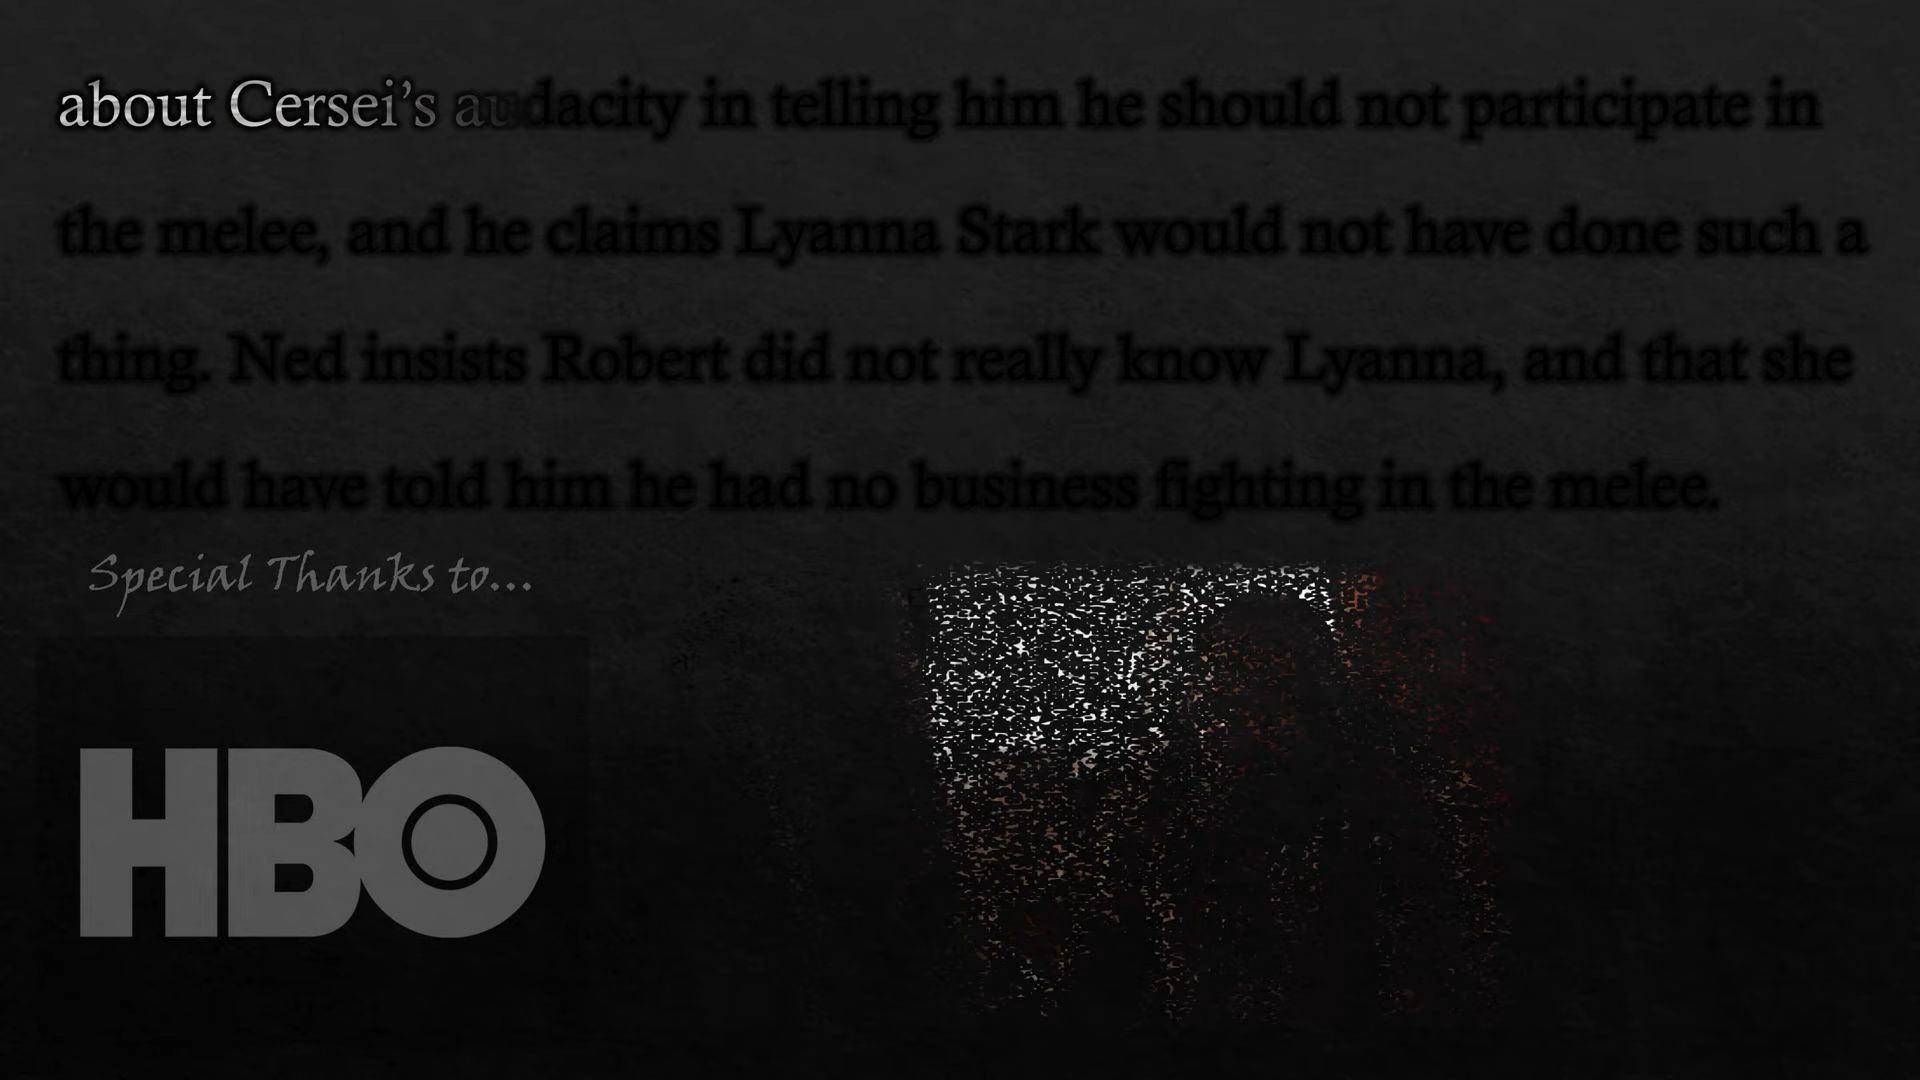 about Cersei’s audacity in telling him he should not participate in
the melee, and he claims Lyanna Stark would not have done such a
thing. Ned insists Robert did not really know Lyanna, and that she
would have told him he had no business fighting in the melee.
Special Thanks to...
HBO